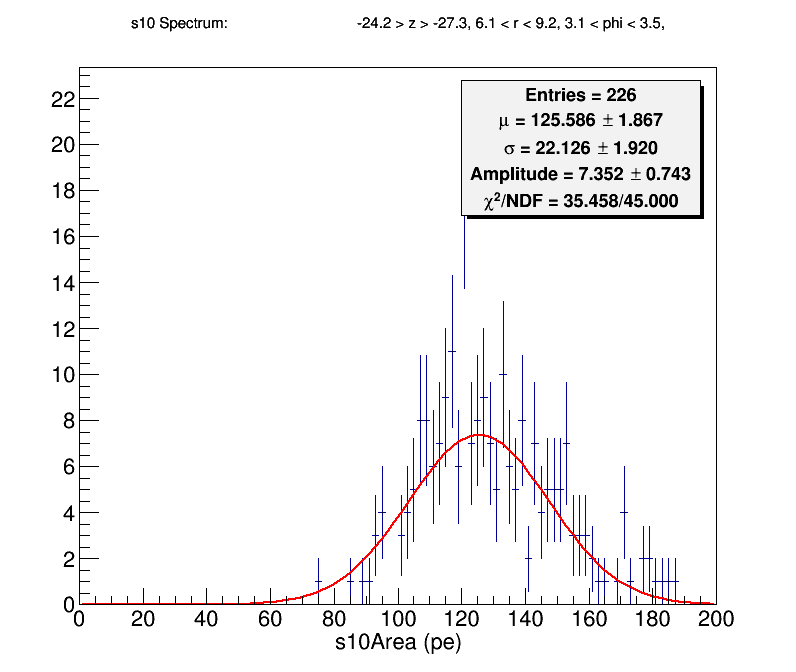 s10 Spectrum: -24.2 > z > -27.3, 6.1 < r < 9.2, 3.1 < phi < 3.5,
Entries = 226
μ = 125.586 ± 1.867
σ = 22.126 ± 1.920
Amplitude = 7.352 ± 0.743
χ²/NDF = 35.458/45.000
22
20
18
16
14
12
10
8
6
4
2
0
0 20 40 60 80 100 120 140 160 180 200
s10Area (pe)